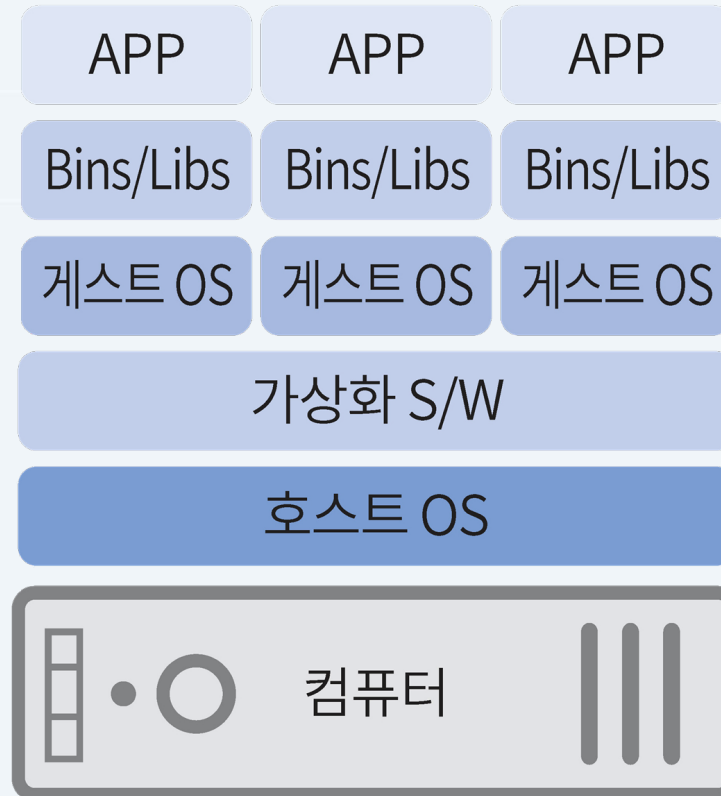 APP APP APP
Bins/Libs Bins/Libs Bins/Libs
게스트 OS 게스트 OS 게스트 OS
가상화 S/W
호스트 OS
컴퓨터